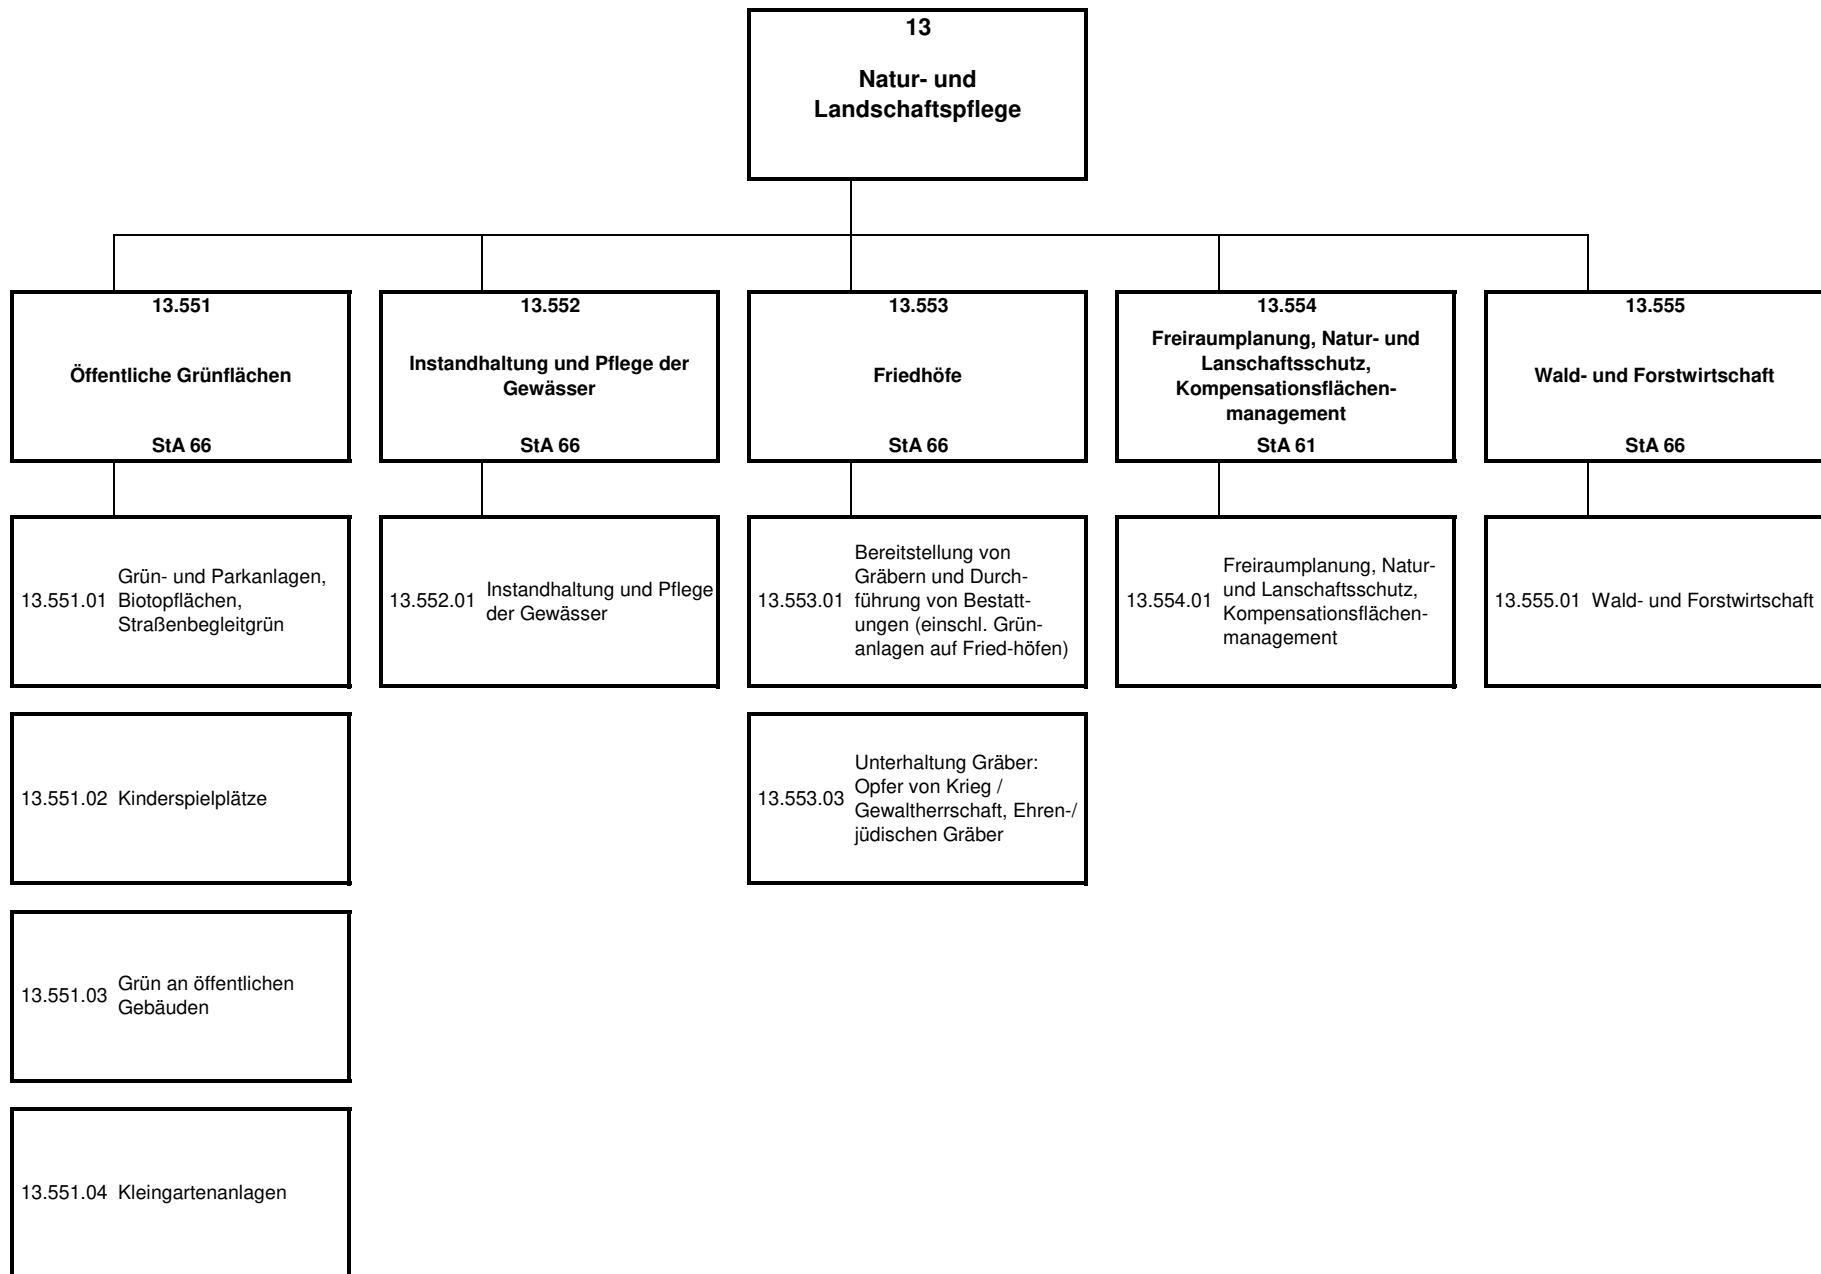 13
Natur- und
Landschaftspflege
13.551
Öffentliche Grünflächen
StA 66
13.552
Instandhaltung und Pflege der
Gewässer
StA 66
13.553
Friedhöfe
StA 66
13.554
Freiraumplanung, Natur- und
Lanschaftsschutz,
Kompensationsflächen-
management
StA 61
13.555
Wald- und Forstwirtschaft
StA 66
13.551.01
Grün- und Parkanlagen,
Biotopflächen,
Straßenbegleitgrün
13.552.01
Instandhaltung und Pflege
der Gewässer
13.553.01
Bereitstellung von
Gräbern und Durch-
führung von Bestatt-
ungen (einschl. Grün-
anlagen auf Fried-höfen)
13.554.01
Freiraumplanung, Natur-
und Lanschaftsschutz,
Kompensationsflächen-
management
13.555.01 Wald- und Forstwirtschaft
13.551.02 Kinderspielplätze
13.553.03
Unterhaltung Gräber:
Opfer von Krieg /
Gewaltherrschaft, Ehren-/
jüdischen Gräber
13.551.03
Grün an öffentlichen
Gebäuden
13.551.04 Kleingartenanlagen